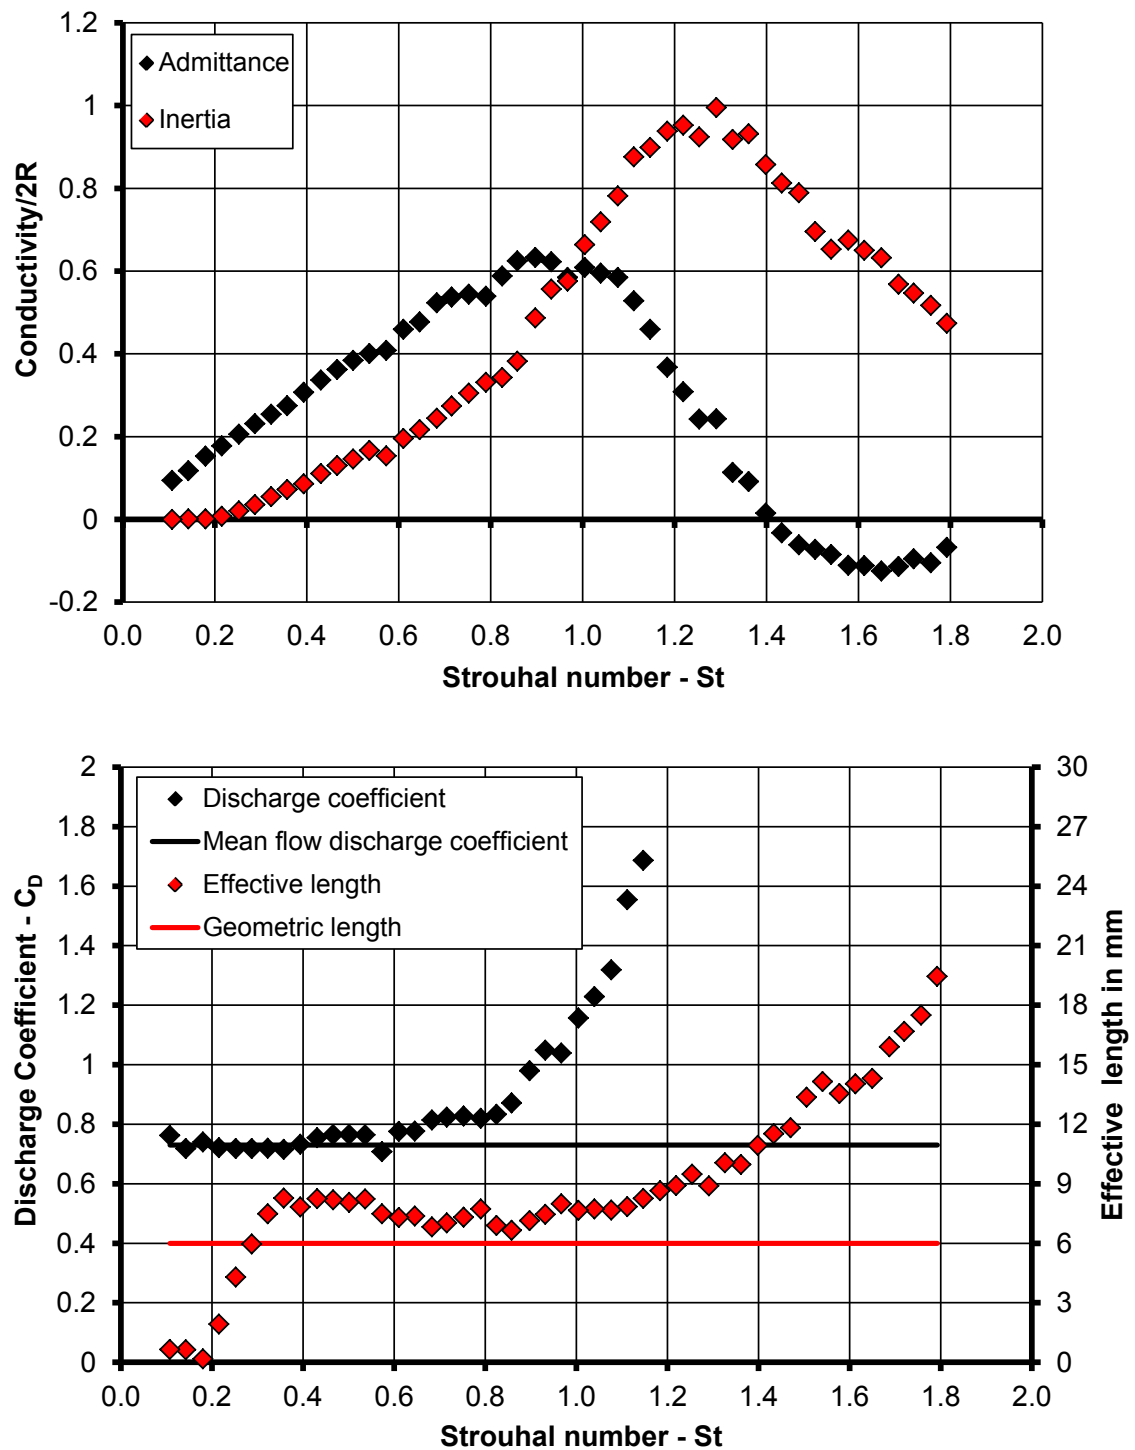 1.2
1
0.8
0.6
0.4
0.2
0
-0.2
Conductivity/2R
Admittance
Inertia
0.0 0.2 0.4 0.6 0.8 1.0 1.2 1.4 1.6 1.8 2.0
Strouhal number - St
2
1.8
1.6
1.4
1.2
1
0.8
0.6
0.4
0.2
0
Discharge Coefficient - CD
Discharge coefficient
Mean flow discharge coefficient
Effective length
Geometric length
30
27
24
21
18
15
12
9
6
3
0
Effective length in mm
0.0 0.2 0.4 0.6 0.8 1.0 1.2 1.4 1.6 1.8 2.0
Strouhal number - St